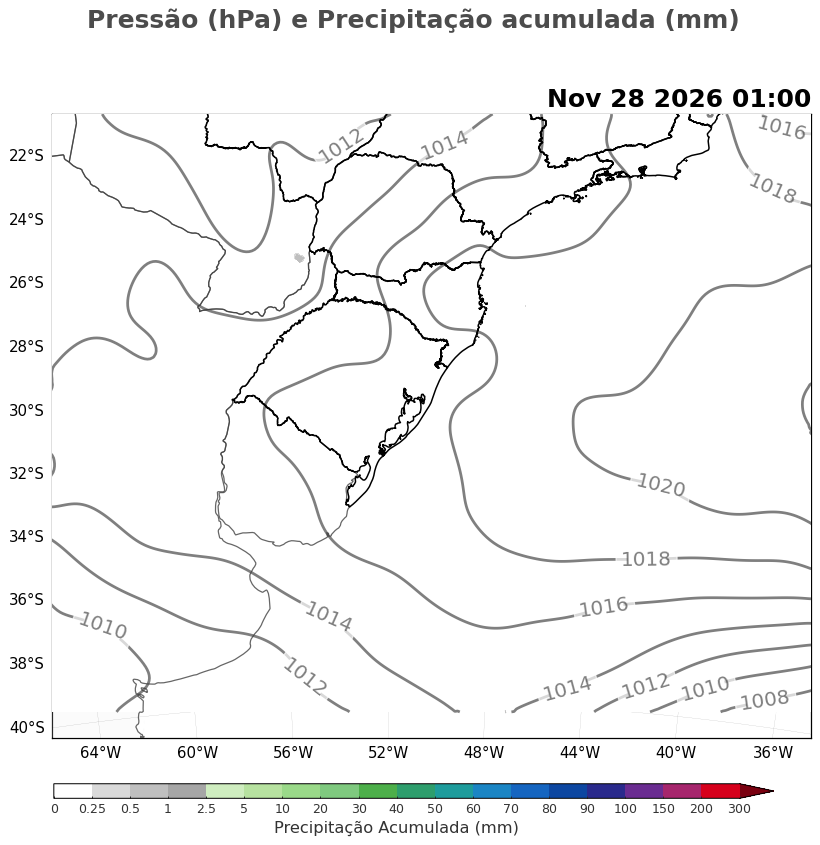 Pressão (hPa) e Precipitação acumulada (mm)
Nov 28 2026 01:00
1012
1014
1016
1018
22°S
24°S
26°S
28°S
30°S
32°S
34°S
36°S
38°S
40°S
1020
1018
1016
1014
1012
1010
1008
1014
1012
1010
64°W 60°W 56°W 52°W 48°W 44°W 40°W 36°W
0 0.25 0.5 1 2.5 5 10 20 30 40 50 60 70 80 90 100 150 200 300
Precipitação Acumulada (mm)